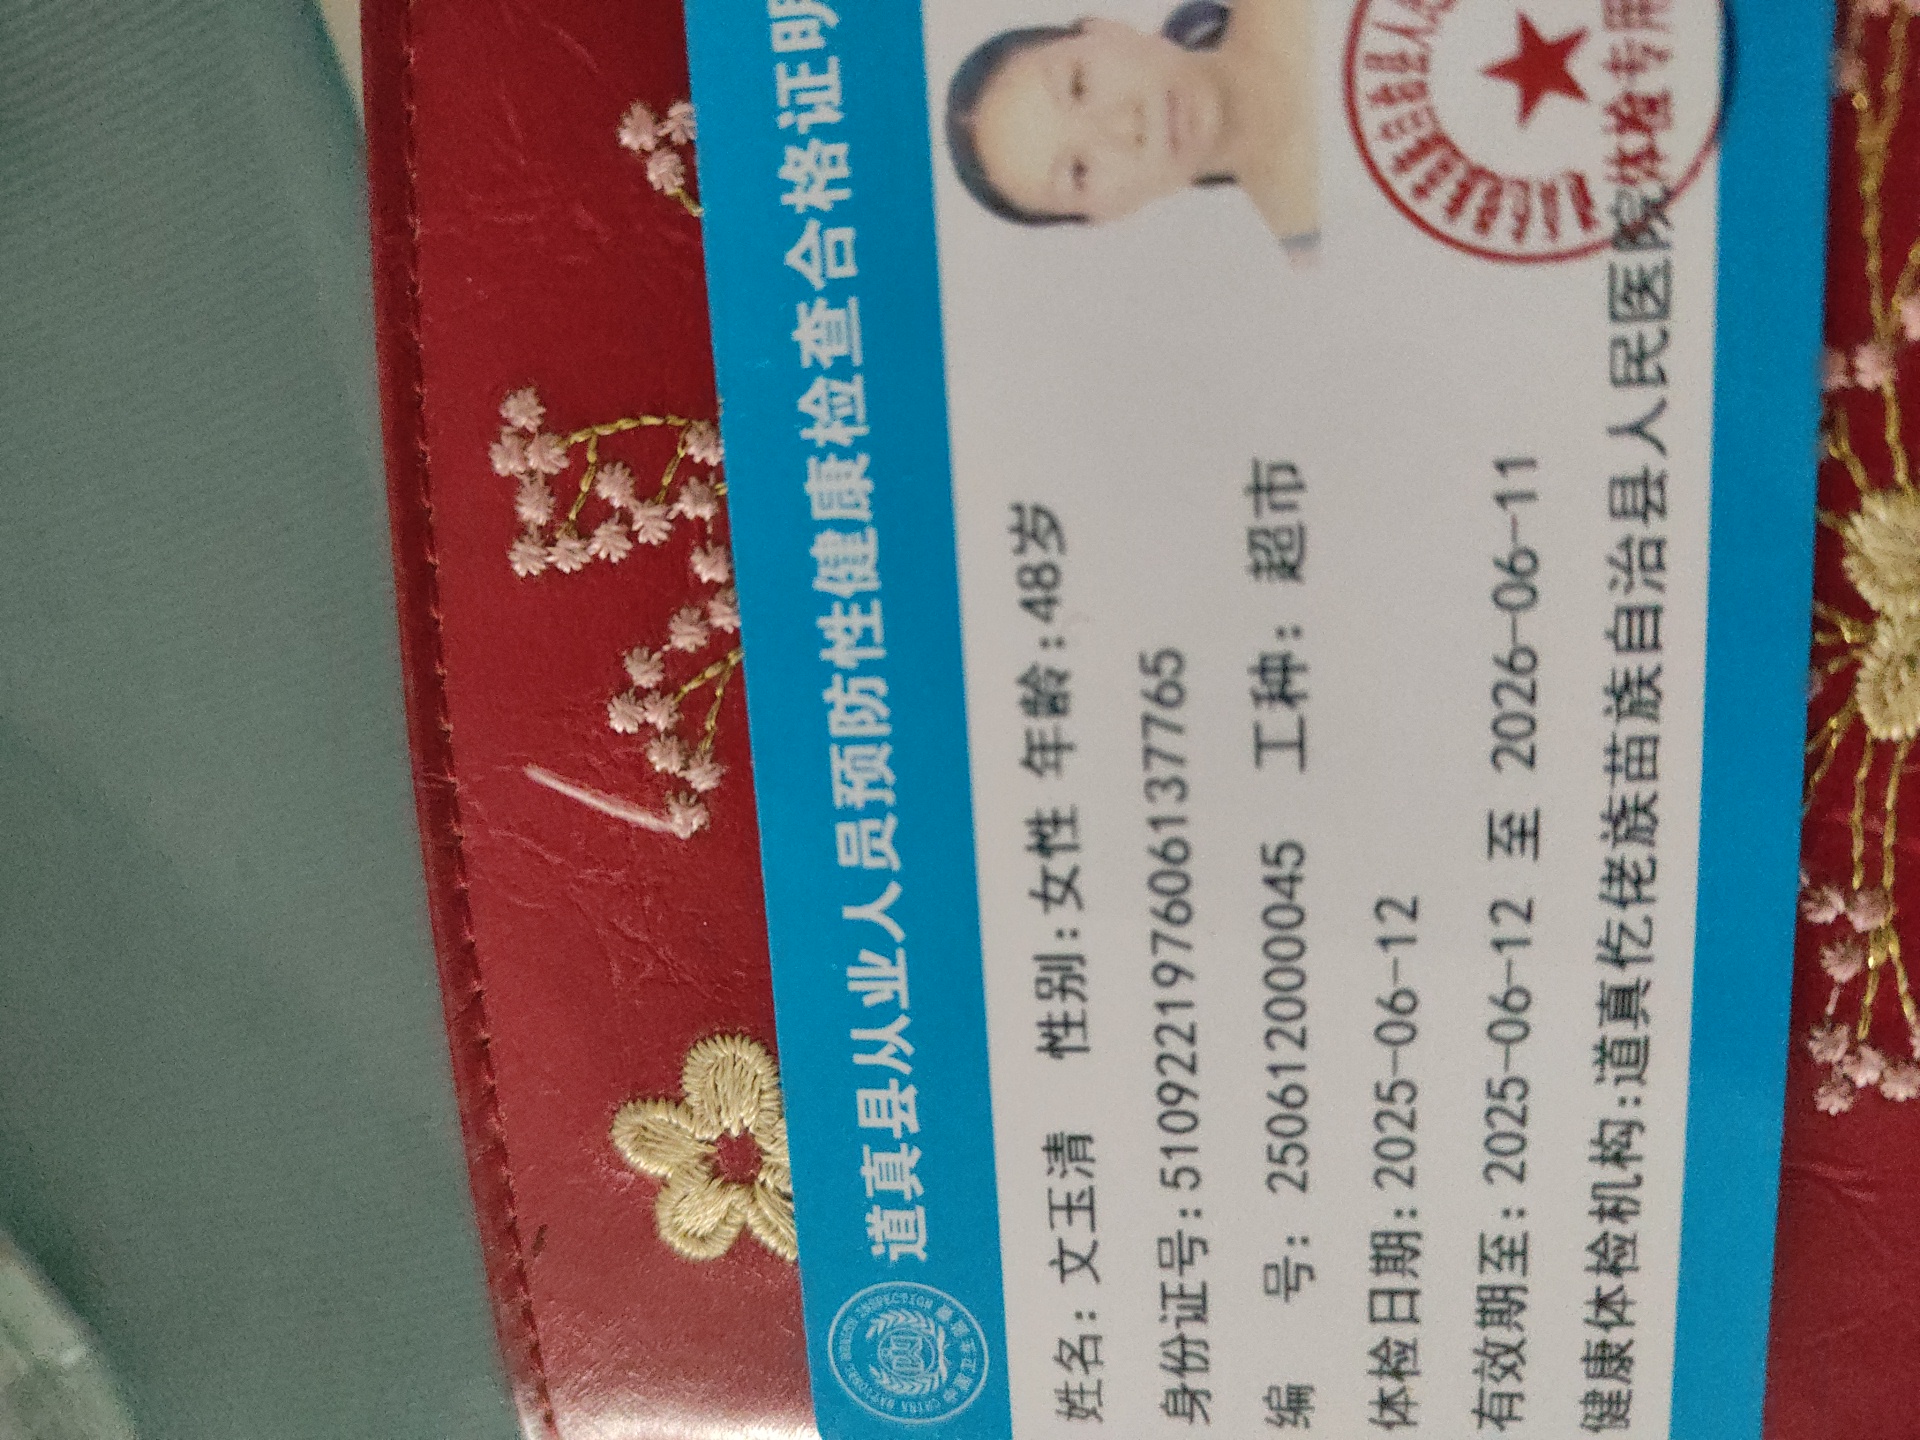 道真县从业人员预防性健康检查合格证明
姓名: 文玉清 性别:女性 年龄:48岁
身份证号:510922197606137765
编 号: 250612000045 工种: 超市
体检日期:2025-06-12
有效期至:2025-06-12 至 2026-06-11
健康体检机构:道真仡佬族苗族自治县人民医院
体检专用